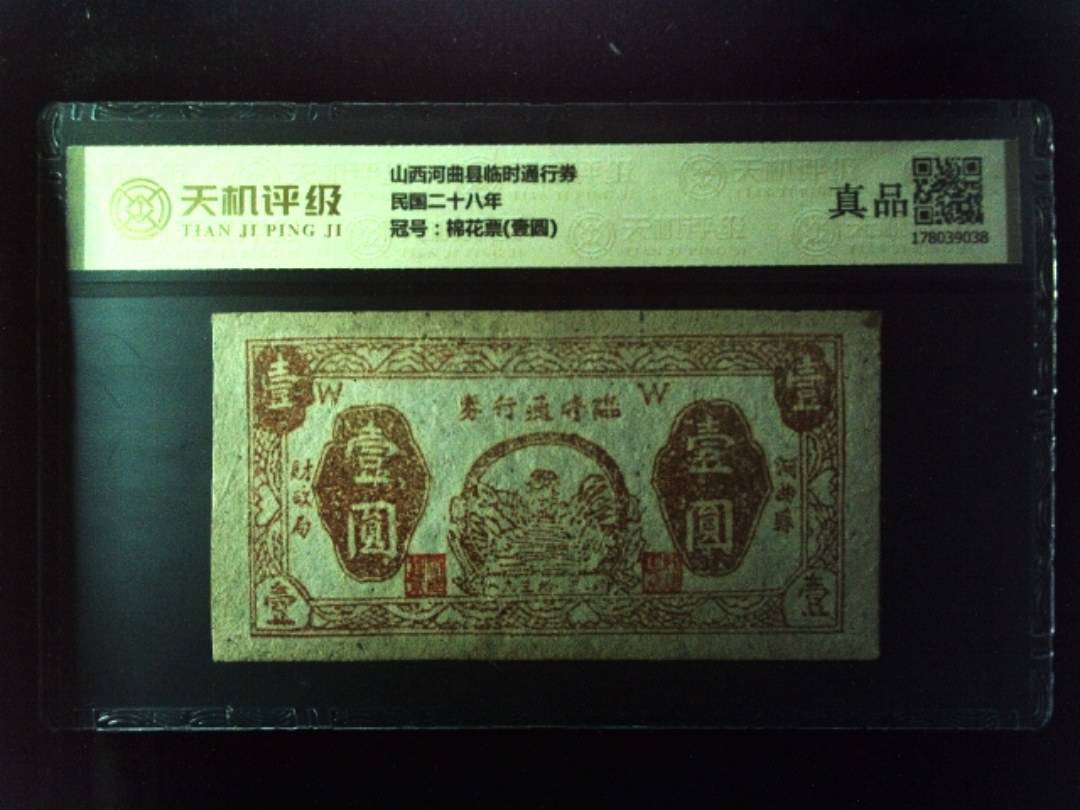 天机评级
TIAN JI PING JI
山西河曲县临时通行券
民国二十八年
冠号：棉花票(壹圆)
真品
178039038
壹 壹
W W
券行通時臨
壹圓 壹圓
財政局
河曲縣
壹 壹